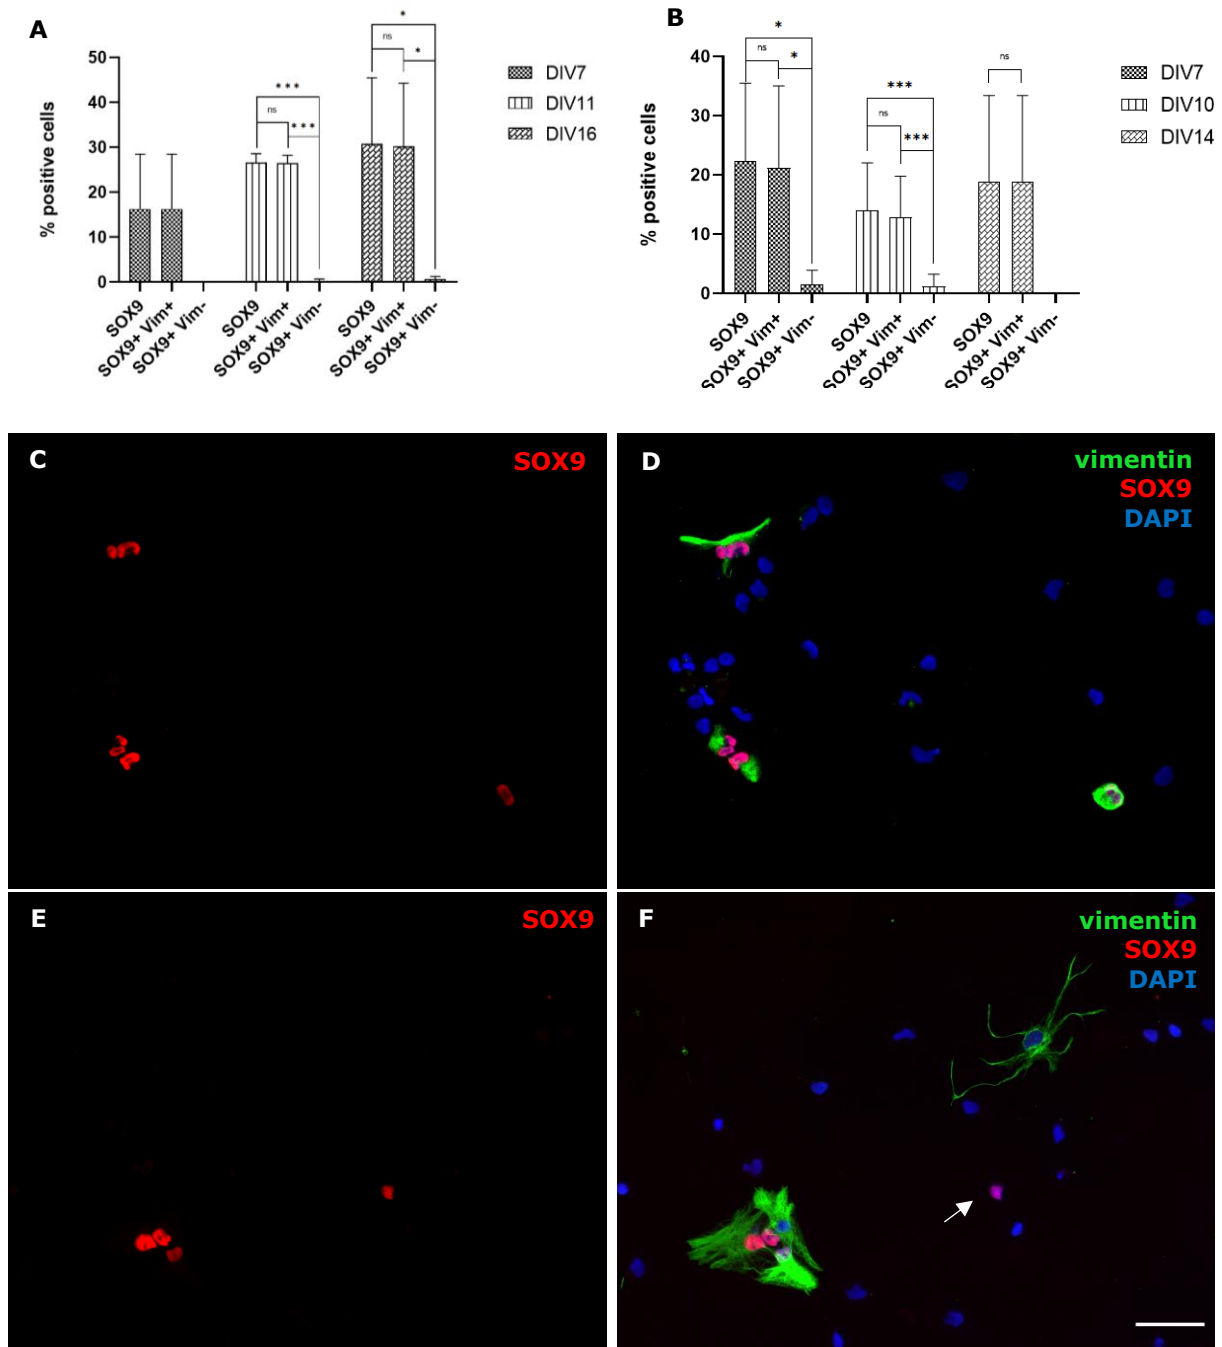 A
% positive cells
50
40
30
20
10
0
*
ns
*
***
ns
***
SOX9
SOX9+ Vim+
SOX9+ Vim-
SOX9
SOX9+ Vim+
SOX9+ Vim-
SOX9
SOX9+ Vim+
SOX9+ Vim-
DIV7
DIV11
DIV16
B
% positive cells
40
30
20
10
0
*
ns
*
***
ns
***
ns
SOX9
SOX9+ Vim+
SOX9+ Vim-
SOX9
SOX9+ Vim+
SOX9+ Vim-
SOX9
SOX9+ Vim+
SOX9+ Vim-
DIV7
DIV10
DIV14
C
SOX9
D
vimentin
SOX9
DAPI
E
SOX9
F
vimentin
SOX9
DAPI